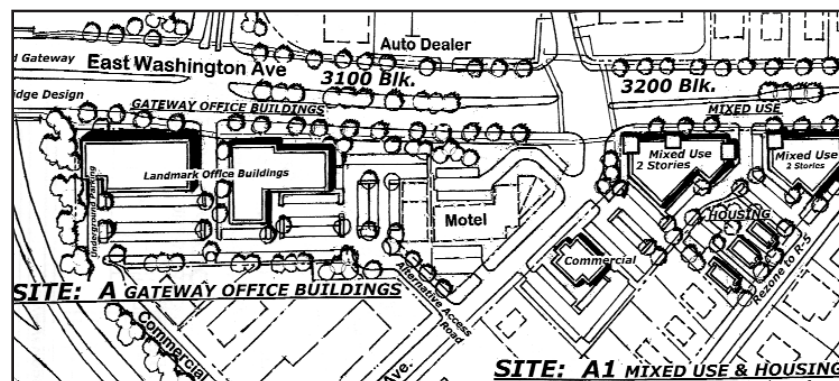 Auto Dealer
d Gateway
East Washington Ave
3100 Blk.
3200 Blk.
idge Design
GATEWAY OFFICE BUILDINGS
MIXED USE
Mixed Use
2 Stories
Mixed Use
2 Stories
Landmark Office Buildings
Underground Parking
Motel
HOUSING
Commercial
Rezone to R-5
Alternative Access
Road
SITE: A GATEWAY OFFICE BUILDINGS
Commercial
Ave.
SITE: A1 MIXED USE & HOUSING